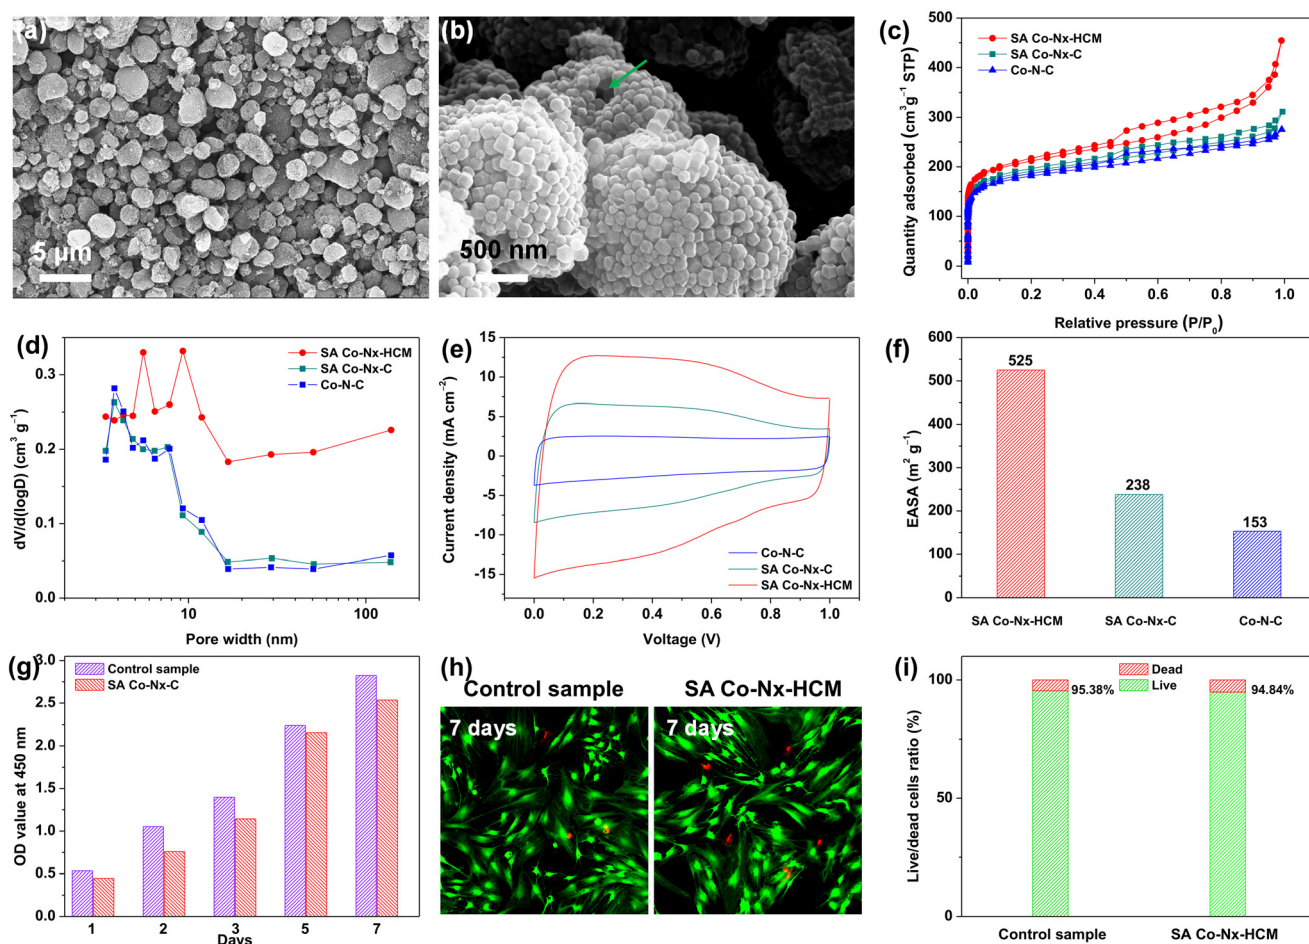 (a)
5 μm
(b)
500 nm
(c)
500
400
300
200
100
0
Quantity adsorbed (cm³ g⁻¹ STP)
SA Co-Nx-HCM
SA Co-Nx-C
Co-N-C
0.0 0.2 0.4 0.6 0.8 1.0
Relative pressure (P/P₀)
(d)
0.3
0.2
0.1
0.0
dV/d(logD) (cm³ g⁻¹)
SA Co-Nx-HCM
SA Co-Nx-C
Co-N-C
10 100
Pore width (nm)
(e)
15
10
5
0
-5
-10
-15
Current density (mA cm⁻²)
Co-N-C
SA Co-Nx-C
SA Co-Nx-HCM
0.0 0.2 0.4 0.6 0.8 1.0
Voltage (V)
(f)
600
500
400
300
200
100
0
EASA (m² g⁻¹)
525
238
153
SA Co-Nx-HCM SA Co-Nx-C Co-N-C
(g)
3.0
2.5
2.0
1.5
1.0
0.5
0.0
OD value at 450 nm
Control sample
SA Co-Nx-C
1 2 3 5 7
Days
(h)
Control sample SA Co-Nx-HCM
7 days 7 days
(i)
100
50
0
Live/dead cells ratio (%)
Dead
Live
95.38% 94.84%
Control sample SA Co-Nx-HCM